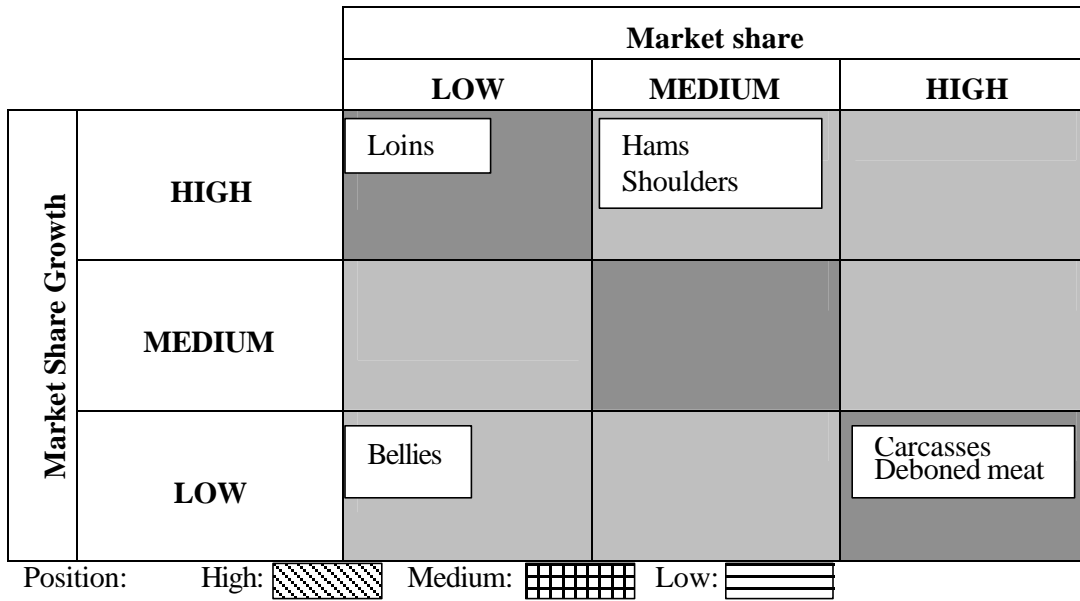 Market share
LOW MEDIUM HIGH
Market Share Growth
HIGH
Loins
Hams
Shoulders
MEDIUM
LOW
Bellies
Carcasses
Deboned meat
Position: High: Medium: Low: